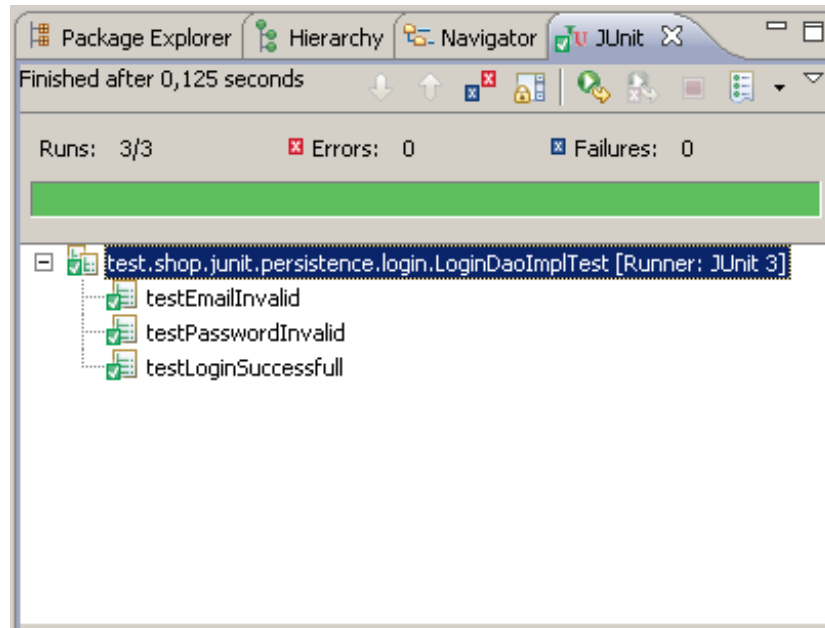 Package Explorer Hierarchy Navigator JU JUnit
Finished after 0,125 seconds
Runs: 3/3 Errors: 0 Failures: 0
test.shop.junit.persistence.login.LoginDaoImplTest [Runner: JUnit 3]
testEmailInvalid
testPasswordInvalid
testLoginSuccessfull